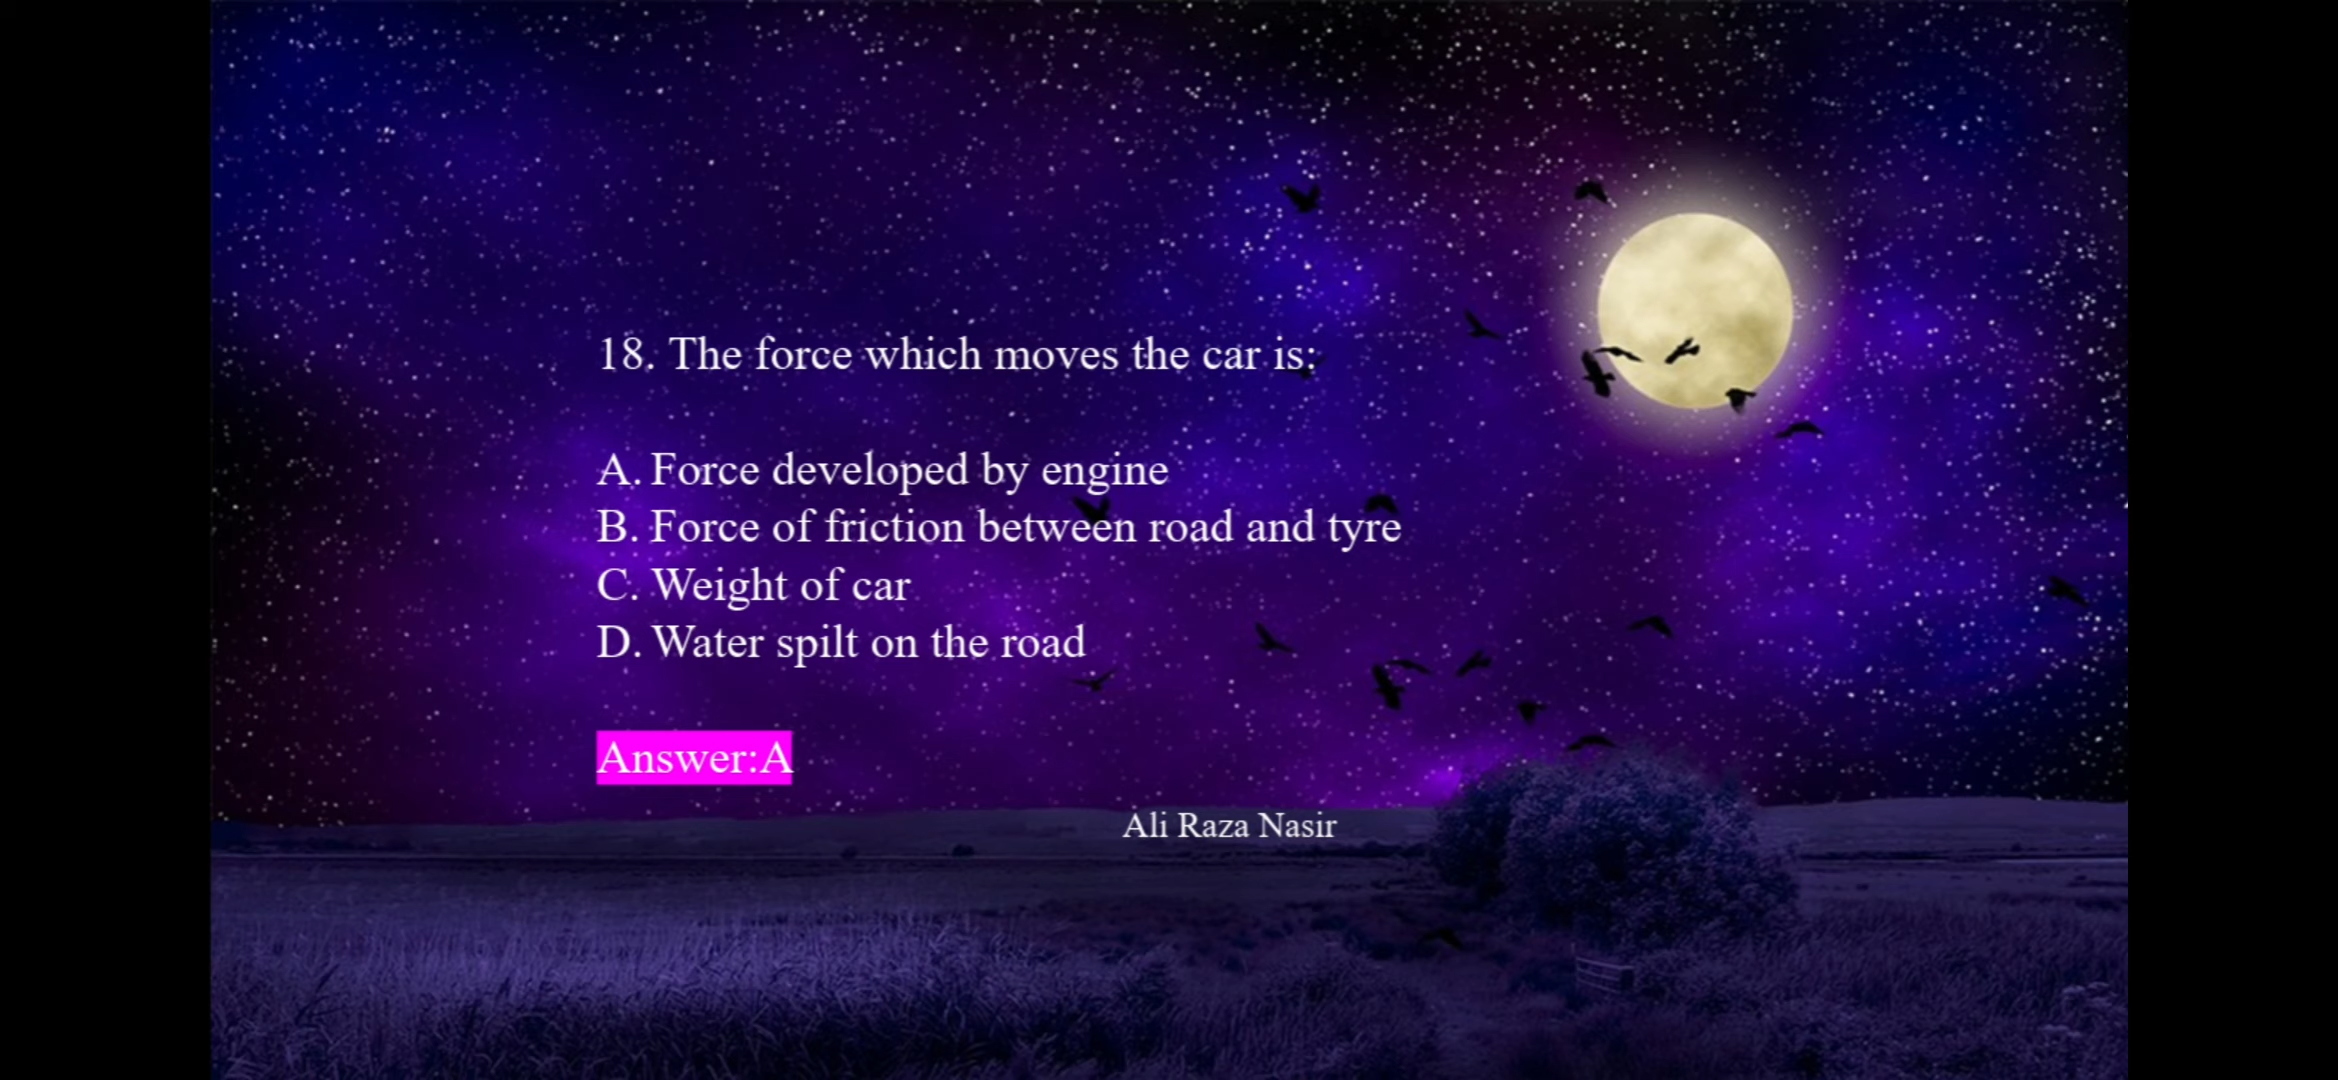 18. The force which moves the car is:
A. Force developed by engine
B. Force of friction between road and tyre
C. Weight of car
D. Water spilt on the road
Answer:A
Ali Raza Nasir